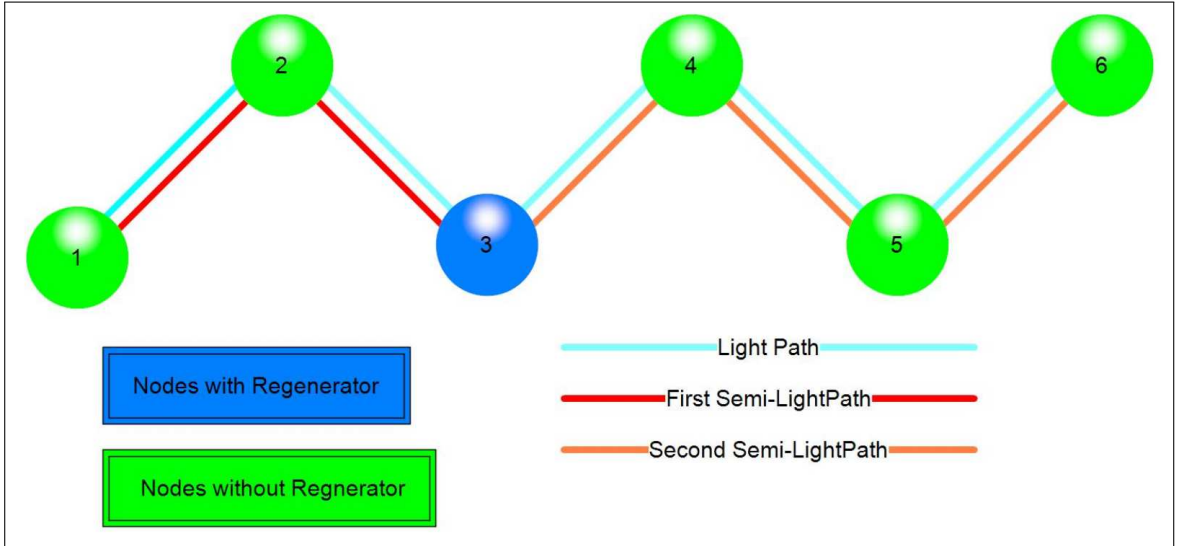 2
4
6
1
3
5
Nodes with Regenerator
Nodes without Regnerator
Light Path
First Semi-LightPath
Second Semi-LightPath